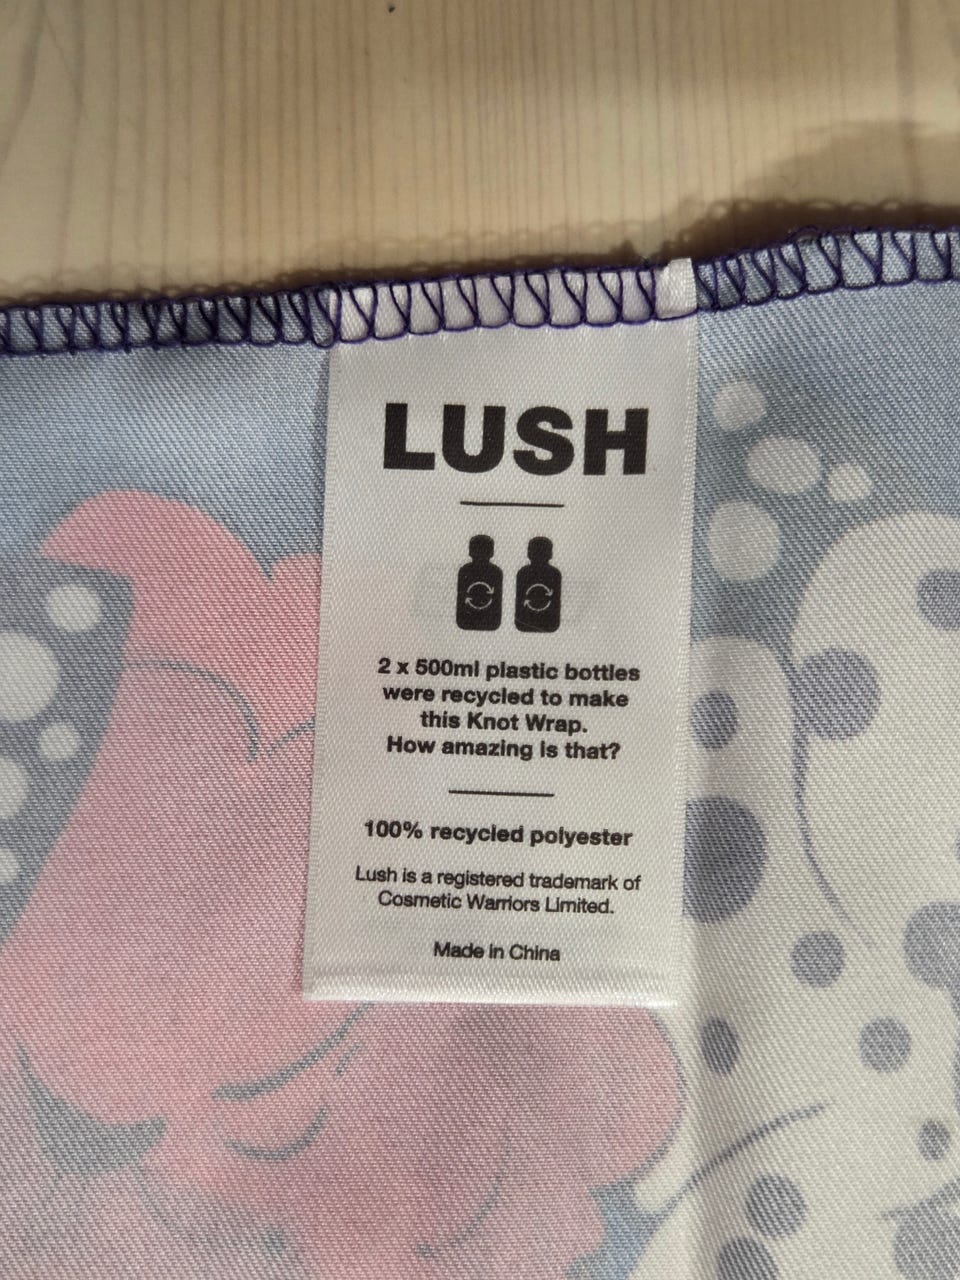 LUSH
2 x 500ml plastic bottles
were recycled to make
this Knot Wrap.
How amazing is that?
100% recycled polyester
Lush is a registered trademark of
Cosmetic Warriors Limited.
Made in China